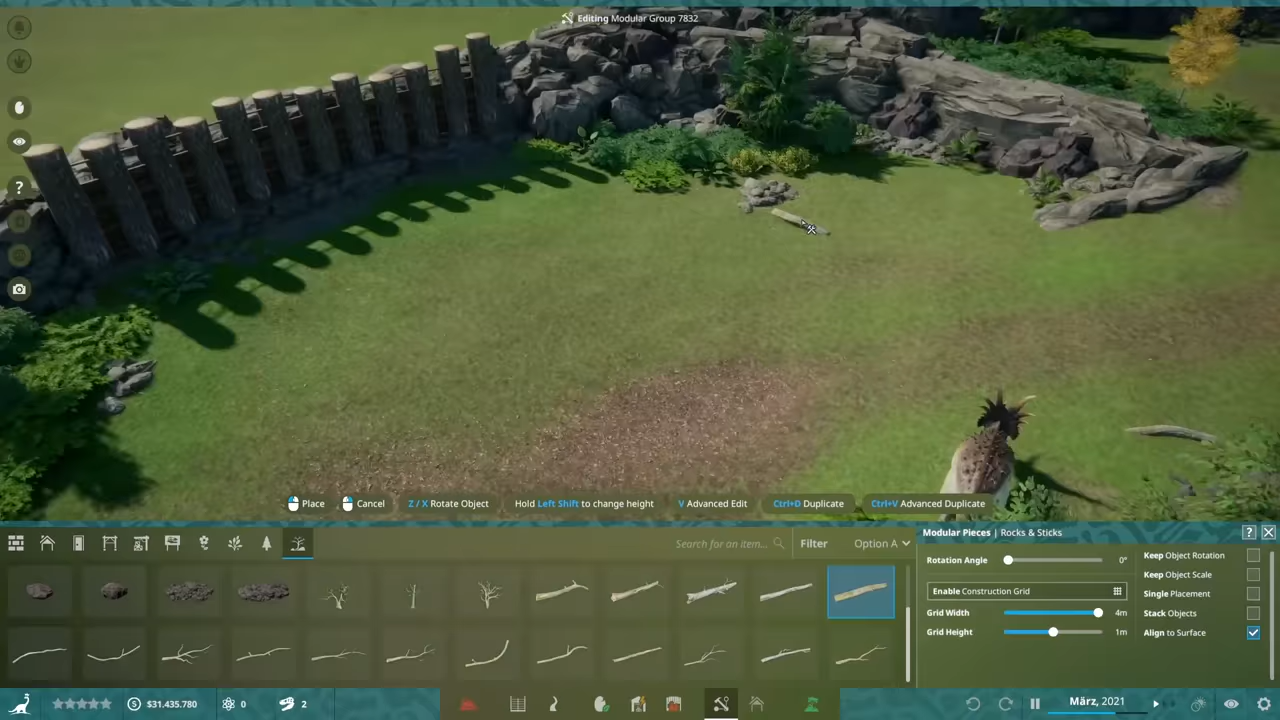 Editing Modular Group 7832
?
Place
Cancel
Z / X Rotate Object
Hold Left Shift to change height
V Advanced Edit
Ctrl+D Duplicate
Ctrl+V Advanced Duplicate
Search for an item...
Filter
Option A
Modular Pieces | Rocks & Sticks
?
Rotation Angle
0°
Enable Construction Grid
Grid Width
4m
Grid Height
1m
Keep Object Rotation
Keep Object Scale
Single Placement
Stack Objects
Align to Surface
$31.435.780
0
2
März, 2021